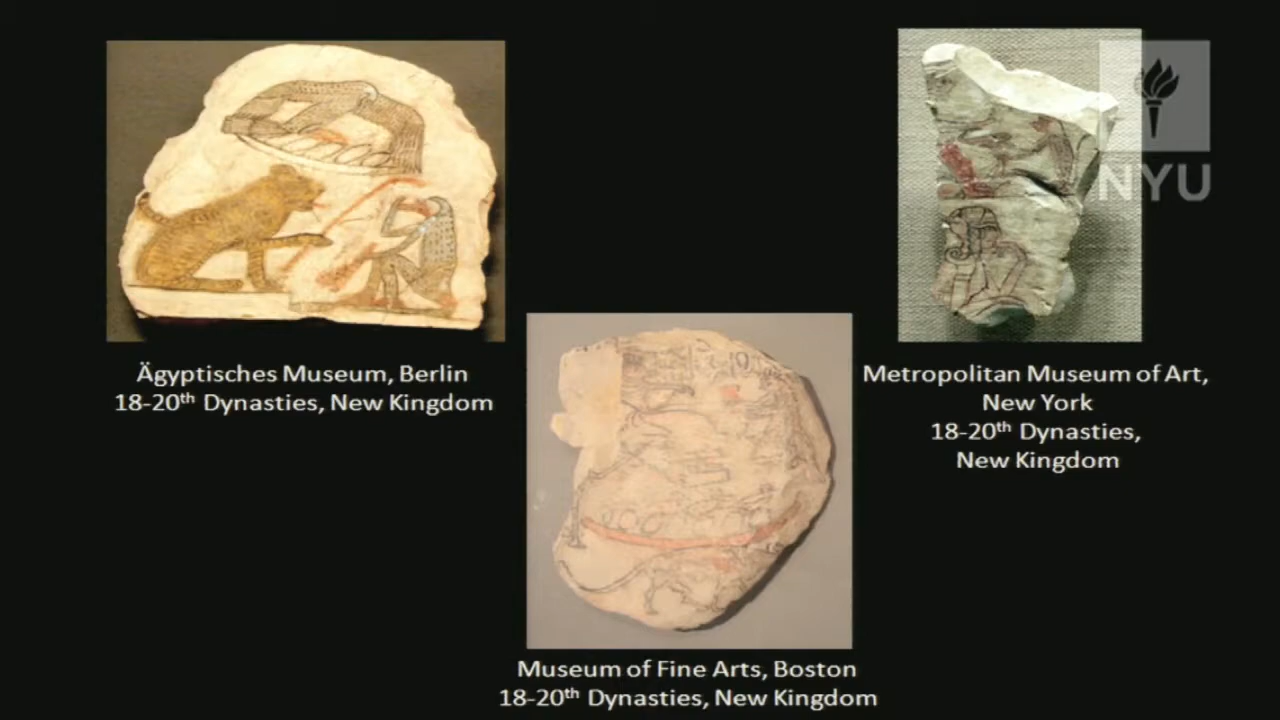 NYU
Ägyptisches Museum, Berlin
18-20th Dynasties, New Kingdom
Metropolitan Museum of Art,
New York
18-20th Dynasties,
New Kingdom
Museum of Fine Arts, Boston
18-20th Dynasties, New Kingdom